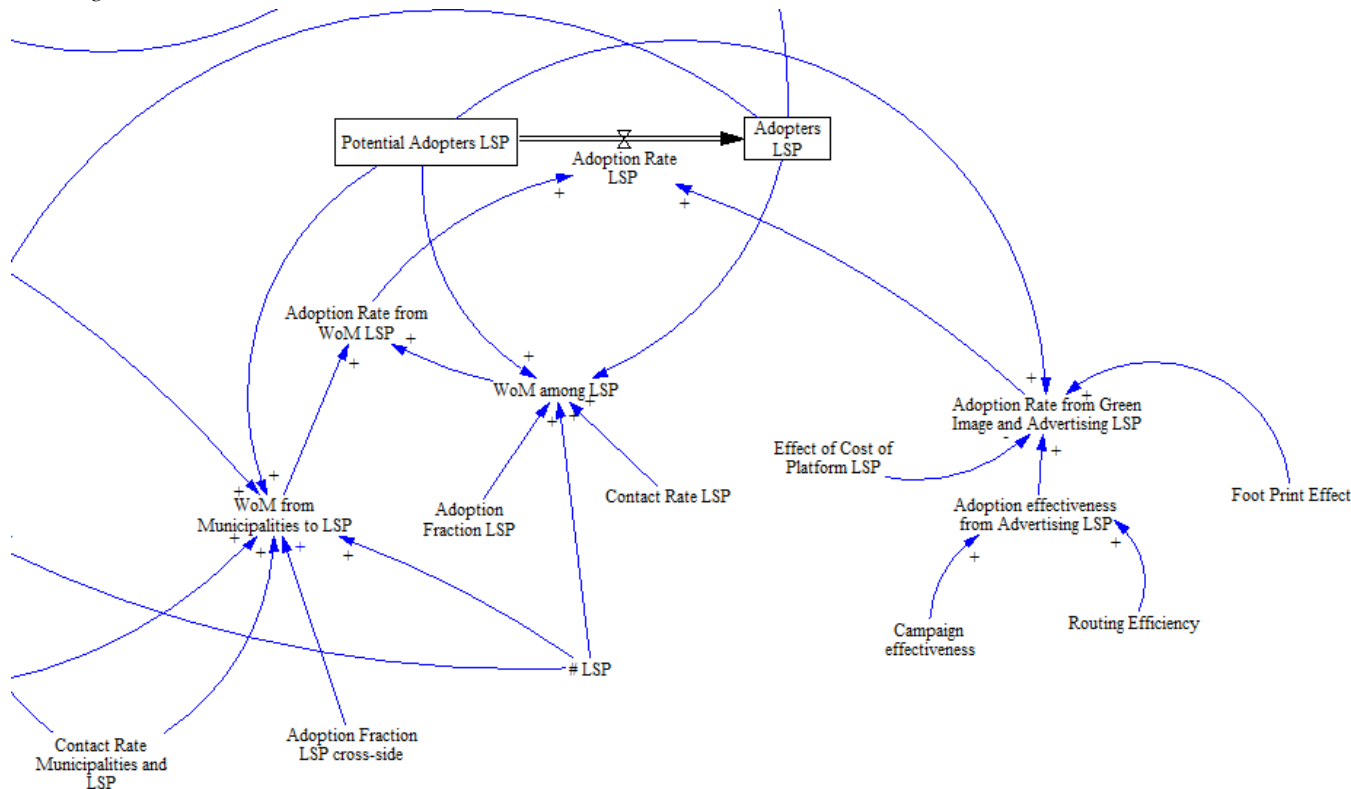 Potential Adopters LSP
Adopters
LSP
Adoption Rate
LSP
+
+
Adoption Rate from
WoM LSP
+
+
+
WoM among LSP
+
+
+
+
+
Adoption Rate from Green
Image and Advertising LSP
-
+
Effect of Cost of
Platform LSP
Contact Rate LSP
Adoption
Fraction LSP
Foot Print Effect
Adoption effectiveness
from Advertising LSP
+
+
+
+
WoM from
Municipalities to LSP
+
+
+
+
Campaign
effectiveness
Routing Efficiency
# LSP
Contact Rate
Municipalities and
LSP
Adoption Fraction
LSP cross-side